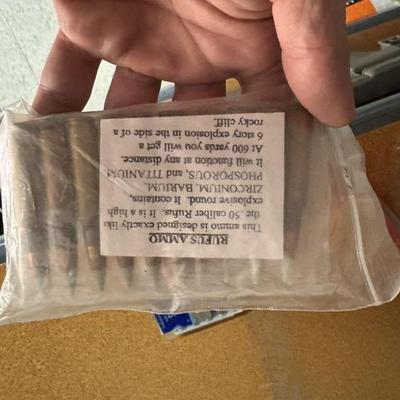 RUFUS AMMO
This ammo is designed exactly like
the .50 caliber Rufus. It is a high
explosive round. It contains,
ZIRCONIUM, BARUM,
PHOSPOROUS, and TITANIUM
it will function at any distance.
At 600 yards you will get a
6 story explosion in the side of a
rocky cliff.